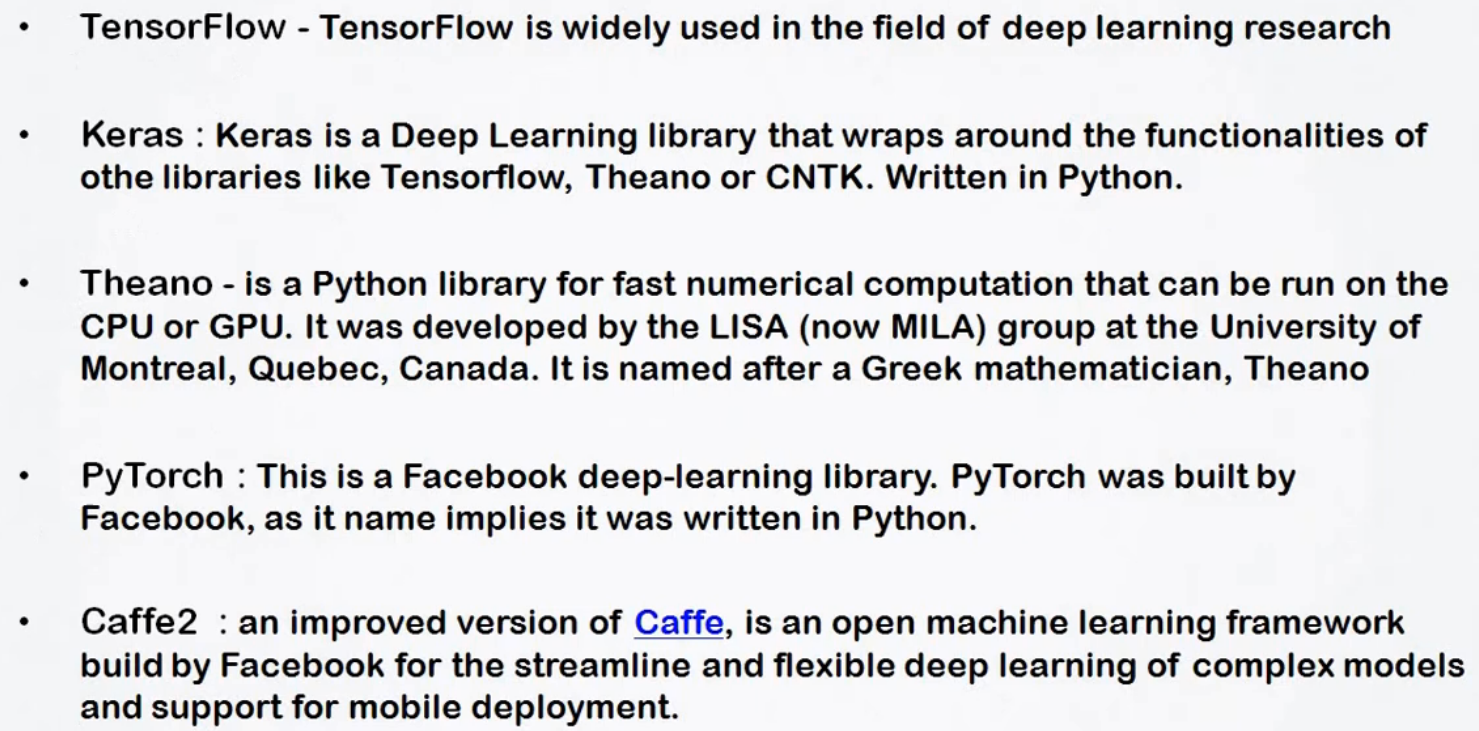 • TensorFlow - TensorFlow is widely used in the field of deep learning research
• Keras : Keras is a Deep Learning library that wraps around the functionalities of
othe libraries like Tensorflow, Theano or CNTK. Written in Python.
• Theano - is a Python library for fast numerical computation that can be run on the
CPU or GPU. It was developed by the LISA (now MILA) group at the University of
Montreal, Quebec, Canada. It is named after a Greek mathematician, Theano
• PyTorch : This is a Facebook deep-learning library. PyTorch was built by
Facebook, as it name implies it was written in Python.
• Caffe2 : an improved version of Caffe, is an open machine learning framework
build by Facebook for the streamline and flexible deep learning of complex models
and support for mobile deployment.